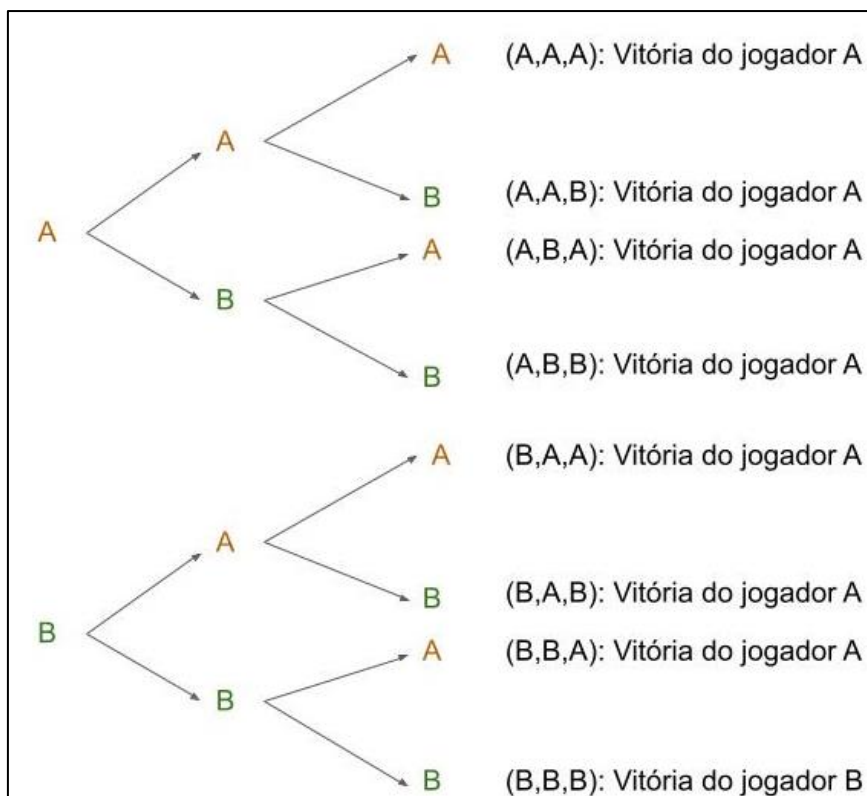 A (A,A,A): Vitória do jogador A
A
B (A,A,B): Vitória do jogador A
A
A (A,B,A): Vitória do jogador A
B
B (A,B,B): Vitória do jogador A
A (B,A,A): Vitória do jogador A
A
B (B,A,B): Vitória do jogador A
B
A (B,B,A): Vitória do jogador A
B
B (B,B,B): Vitória do jogador B